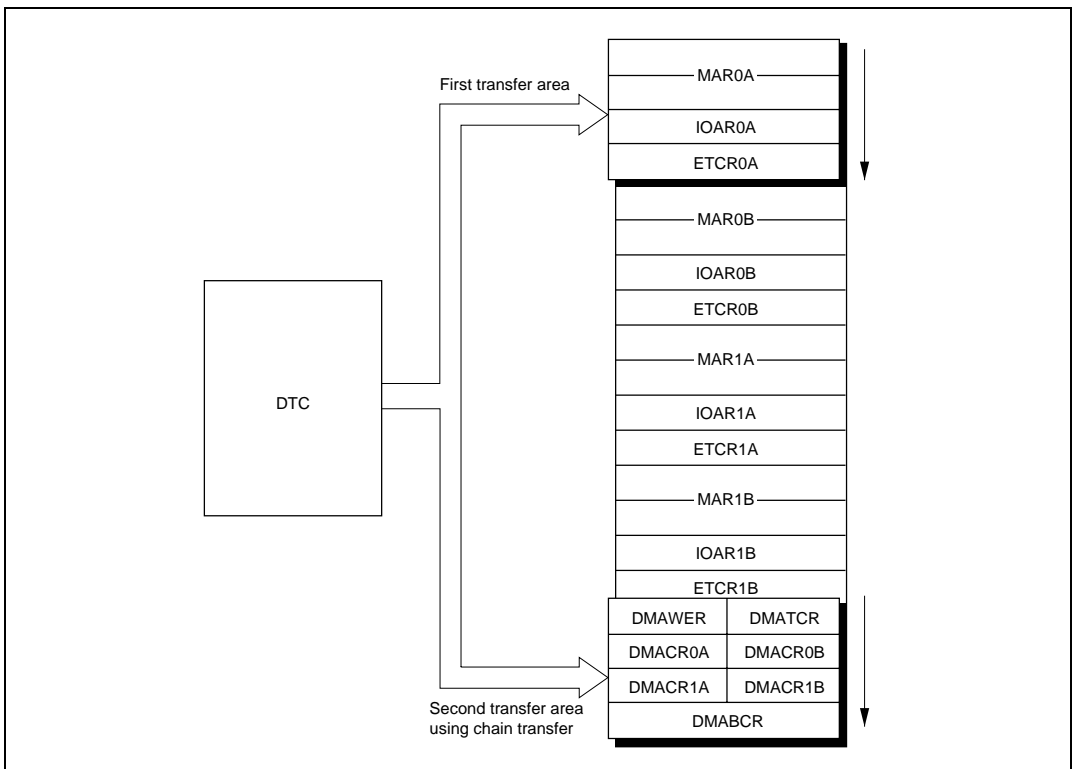 First transfer area
MAR0A
IOAR0A
ETCR0A
MAR0B
IOAR0B
ETCR0B
MAR1A
DTC
IOAR1A
ETCR1A
MAR1B
IOAR1B
ETCR1B
DMAWER DMATCR
DMACR0A DMACR0B
DMACR1A DMACR1B
Second transfer area
using chain transfer
DMABCR